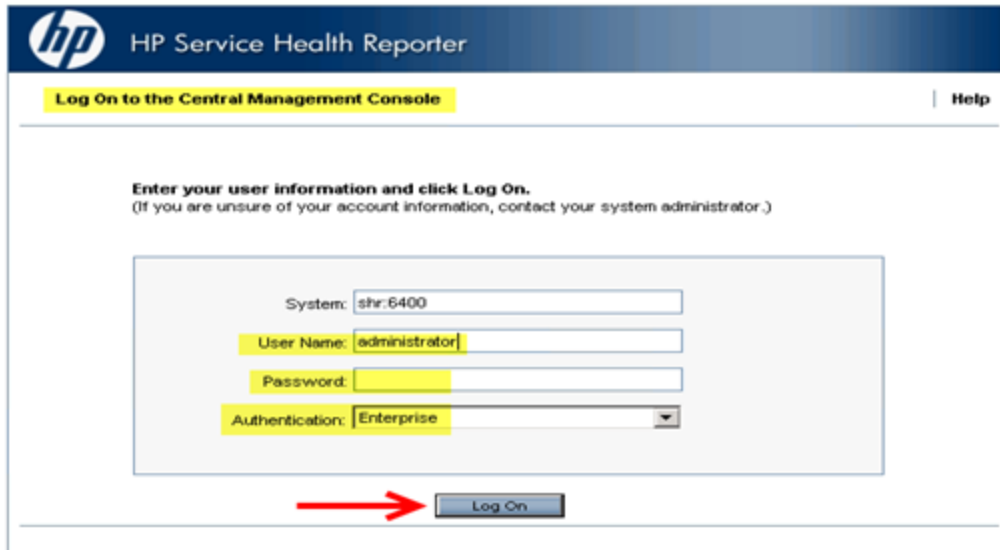 hp HP Service Health Reporter
Log On to the Central Management Console | Help
Enter your user information and click Log On.
(If you are unsure of your account information, contact your system administrator.)
System: shr:6400
User Name: administrator
Password:
Authentication: Enterprise
Log On